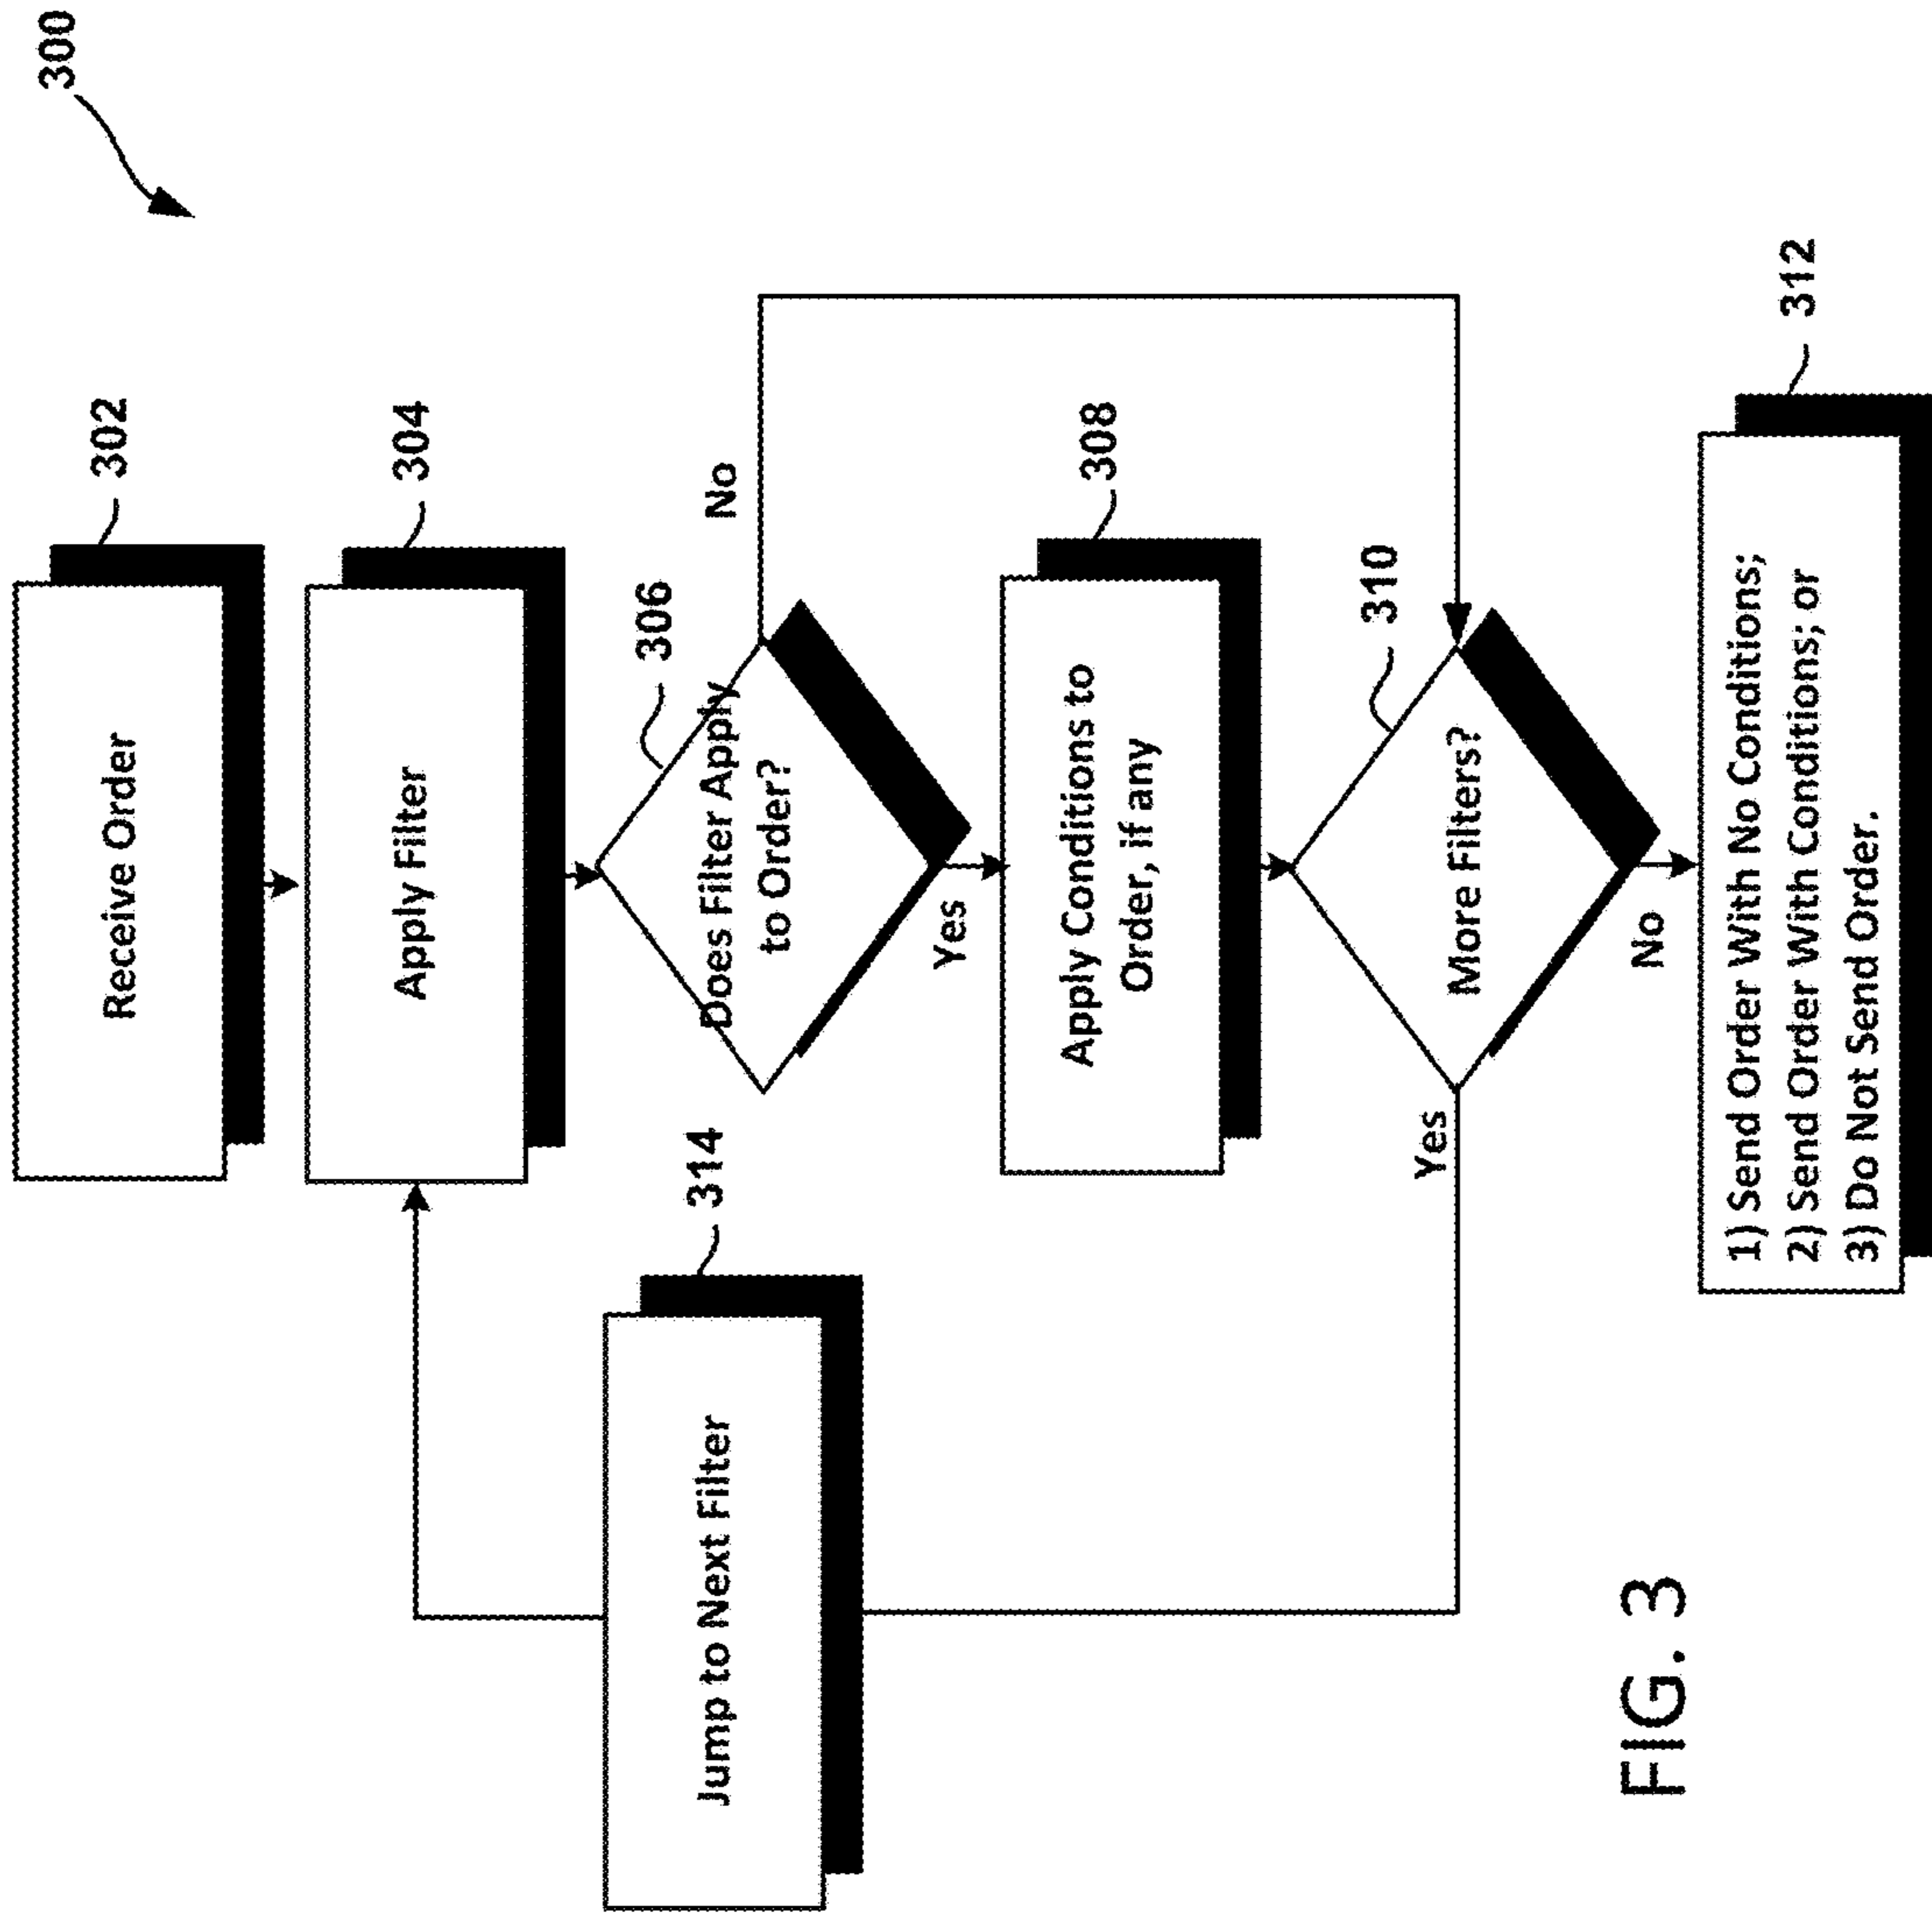 300
Receive Order
302
Apply Filter
304
306
Does Filter Apply
to Order?
No
Yes
314
Jump to Next Filter
Apply Conditions to
Order, if any
308
310
More Filters?
Yes
No
1) Send Order With No Conditions;
2) Send Order With Conditions; or
3) Do Not Send Order.
312
FIG. 3